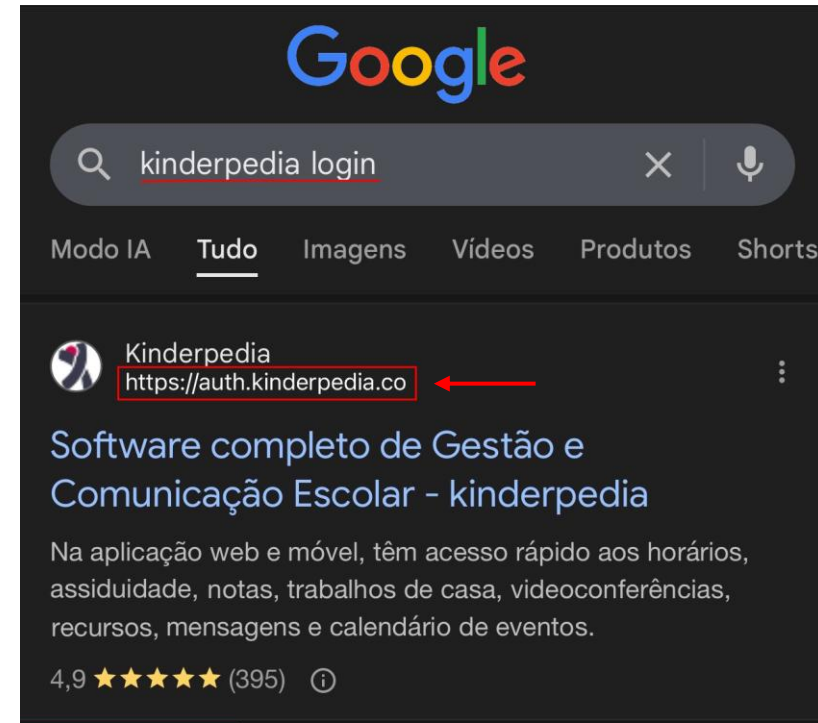 Google
kinderpedia login
Modo IA Tudo Imagens Vídeos Produtos Shorts
Kinderpedia
https://auth.kinderpedia.co
Software completo de Gestão e
Comunicação Escolar - kinderpedia
Na aplicação web e móvel, têm acesso rápido aos horários,
assiduidade, notas, trabalhos de casa, videoconferências,
recursos, mensagens e calendário de eventos.
4,9 ★★★★★ (395)